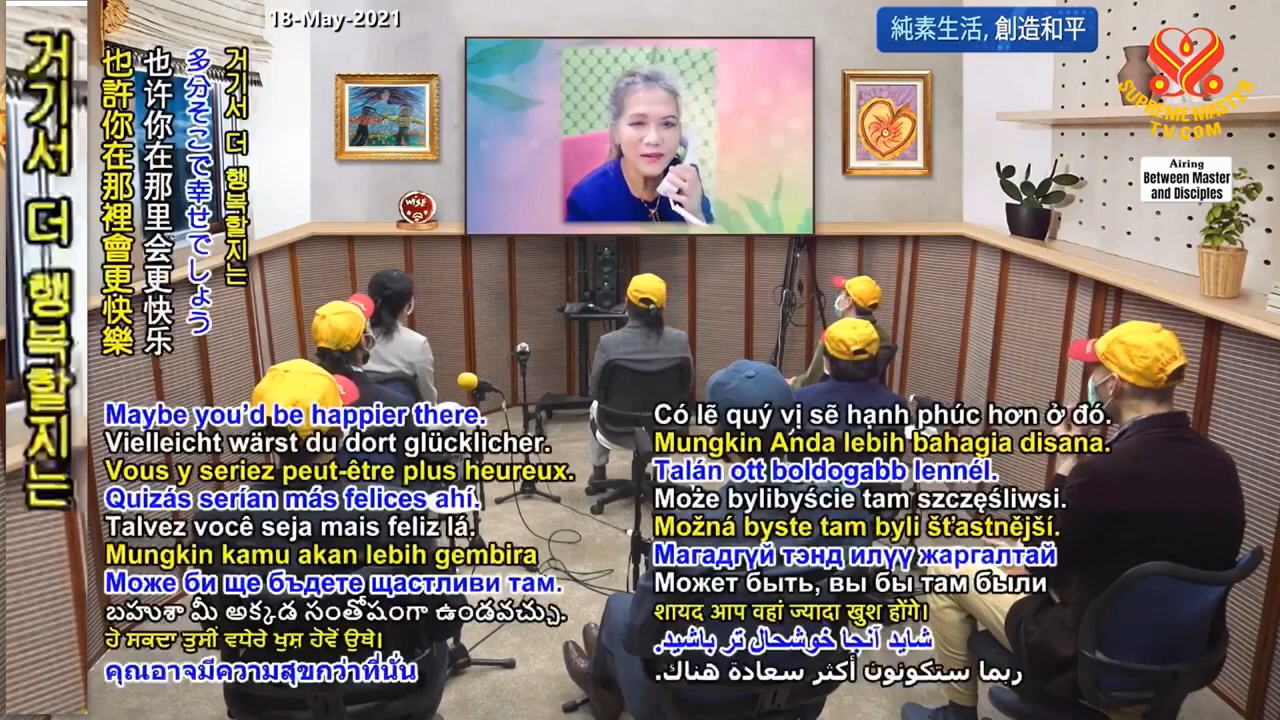 18-May-2021
純素生活, 創造和平
SUPREME MASTER
TV.COM
Airing
Between Master
and Disciples
WiSE
거기서 더 행복할지는
也許你在那裡會更快樂
也许你在那里会更快乐
多分そこで幸せでしょう
거기서 더 행복할지는
Maybe you’d be happier there.
Vielleicht wärst du dort glücklicher.
Vous y seriez peut-être plus heureux.
Quizás serían más felices ahí.
Talvez você seja mais feliz lá.
Mungkin kamu akan lebih gembira
Може би ще бъдете щастливи там.
బహుశా మీ అక్కడ సంతోషంగా ఉండవచ్చు.
ਹੋ ਸਕਦਾ ਤੁਸੀਂ ਵਧੇਰੇ ਖੁਸ਼ ਹੋਵੋਂ ਉਥੇ।
คุณอาจมีความสุขกว่าที่นั่น
Có lẽ quý vị sẽ hạnh phúc hơn ở đó.
Mungkin Anda lebih bahagia disana.
Talán ott boldogabb lennél.
Może bylibyście tam szczęśliwsi.
Možná byste tam byli šťastnější.
Магадгүй тэнд илүү жаргалтай
Может быть, вы бы там были
शायद आप वहां ज्यादा खुश होंगे।
شاید آنجا خوشحال تر باشید.
ربما ستكونون أكثر سعادة هناك.